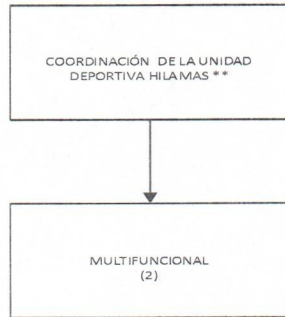 COORDINACIÓN DE LA UNIDAD
DEPORTIVA HILAMAS **
MULTIFUNCIONAL
(2)